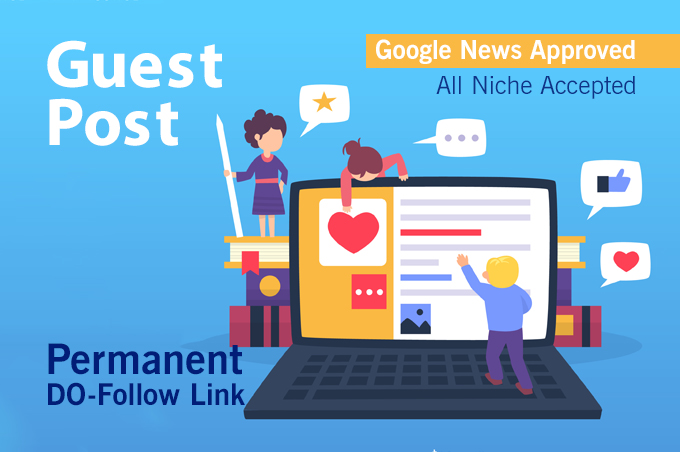 Guest
Post
Google News Approved
All Niche Accepted
Permanent
DO-Follow Link